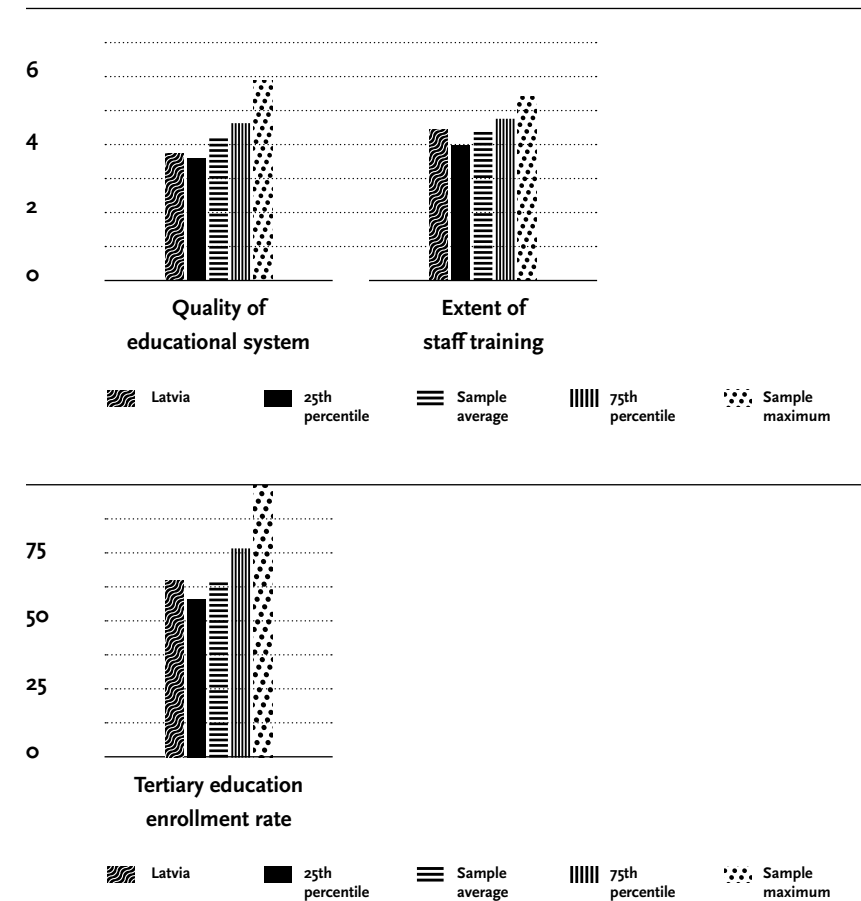 6
4
2
0
Quality of
educational system
Extent of
staff training
Latvia
25th
percentile
Sample
average
75th
percentile
Sample
maximum
75
50
25
0
Tertiary education
enrollment rate
Latvia
25th
percentile
Sample
average
75th
percentile
Sample
maximum